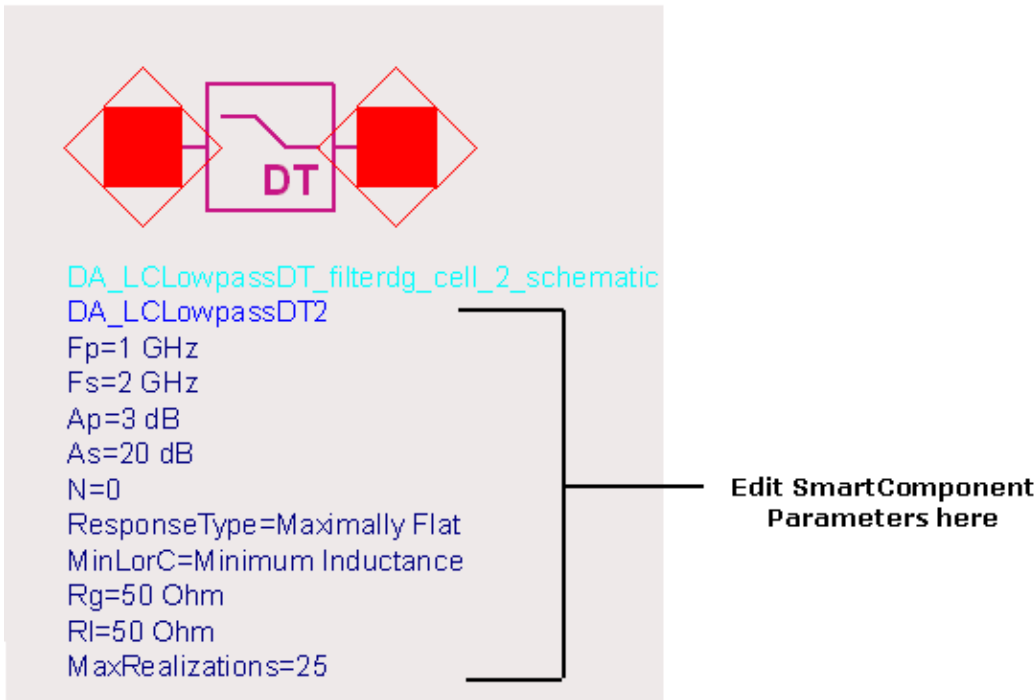 DT
DA_LCLowpassDT_filterdg_cell_2_schematic
DA_LCLowpassDT2
Fp=1 GHz
Fs=2 GHz
Ap=3 dB
As=20 dB
N=0
ResponseType=Maximally Flat
MinLorC=Minimum Inductance
Rg=50 Ohm
Rl=50 Ohm
MaxRealizations=25
Edit SmartComponent
Parameters here